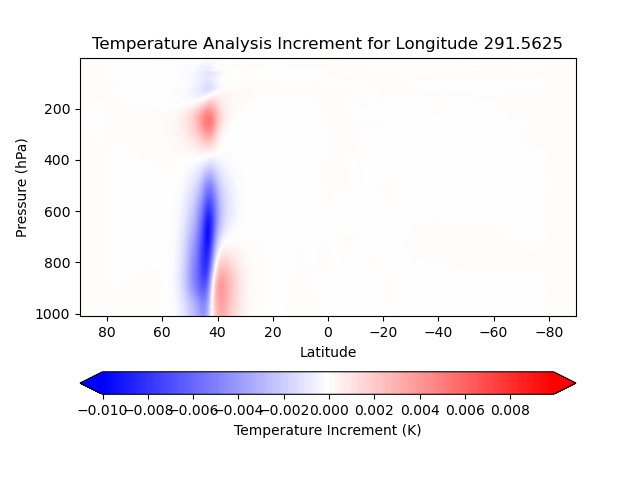 Temperature Analysis Increment for Longitude 291.5625
Pressure (hPa)
200
400
600
800
1000
80 60 40 20 0 −20 −40 −60 −80
Latitude
−0.010 −0.008 −0.006 −0.004 −0.002 0.000 0.002 0.004 0.006 0.008
Temperature Increment (K)